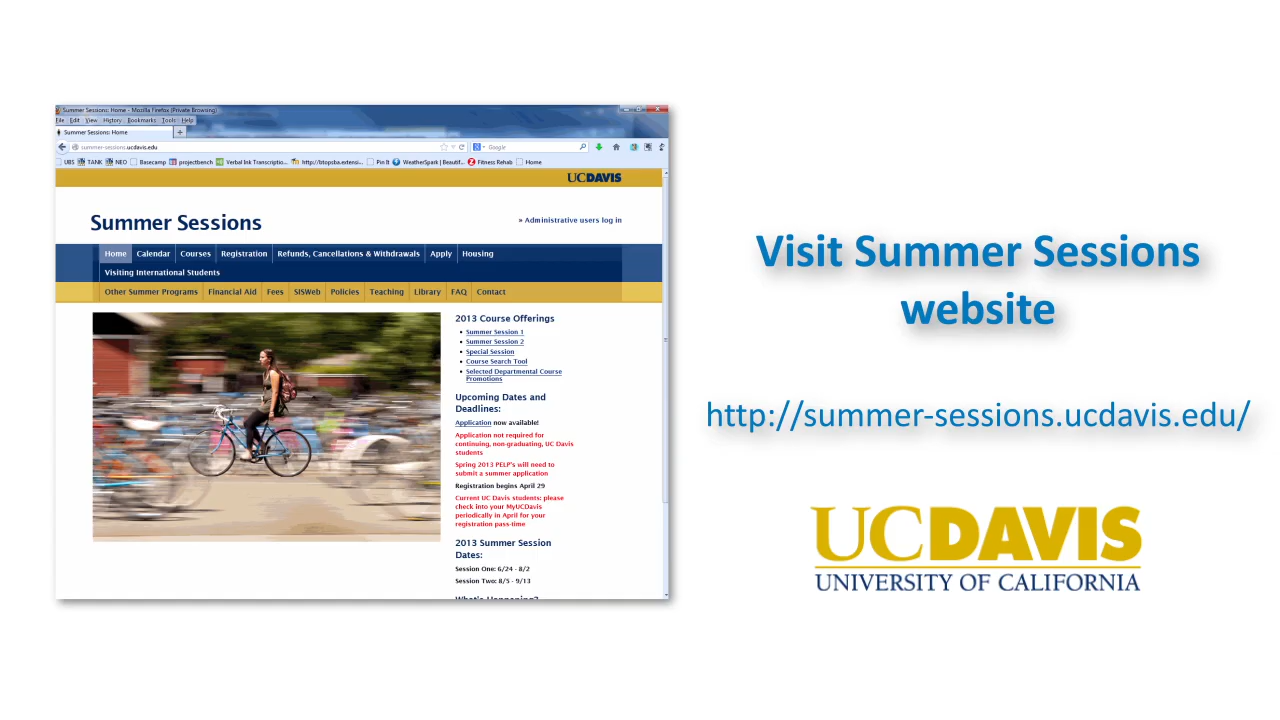 Summer Sessions: Home - Mozilla Firefox (Private Browsing)
File Edit View History Bookmarks Tools Help
Summer Sessions: Home
summer-sessions.ucdavis.edu
Google
UBS TANK NEO Basecamp projectbench Verbal Ink Transcriptio... http://btopcba.extensi... Pin It WeatherSpark | Beautif... Fitness Rehab Home
UCDAVIS
Summer Sessions
» Administrative users log in
Home Calendar Courses Registration Refunds, Cancellations & Withdrawals Apply Housing
Visiting International Students
Other Summer Programs Financial Aid Fees SISWeb Policies Teaching Library FAQ Contact
2013 Course Offerings
• Summer Session 1
• Summer Session 2
• Special Session
• Course Search Tool
• Selected Departmental Course
Promotions
Upcoming Dates and
Deadlines:
Application now available!
Application not required for
continuing, non-graduating, UC Davis
students
Spring 2013 PELP's will need to
submit a summer application
Registration begins April 29
Current UC Davis students: please
check into your MyUCDavis
periodically in April for your
registration pass-time
2013 Summer Session
Dates:
Session One: 6/24 - 8/2
Session Two: 8/5 - 9/13
What's Happening?
Visit Summer Sessions
website
http://summer-sessions.ucdavis.edu/
UCDAVIS
UNIVERSITY OF CALIFORNIA